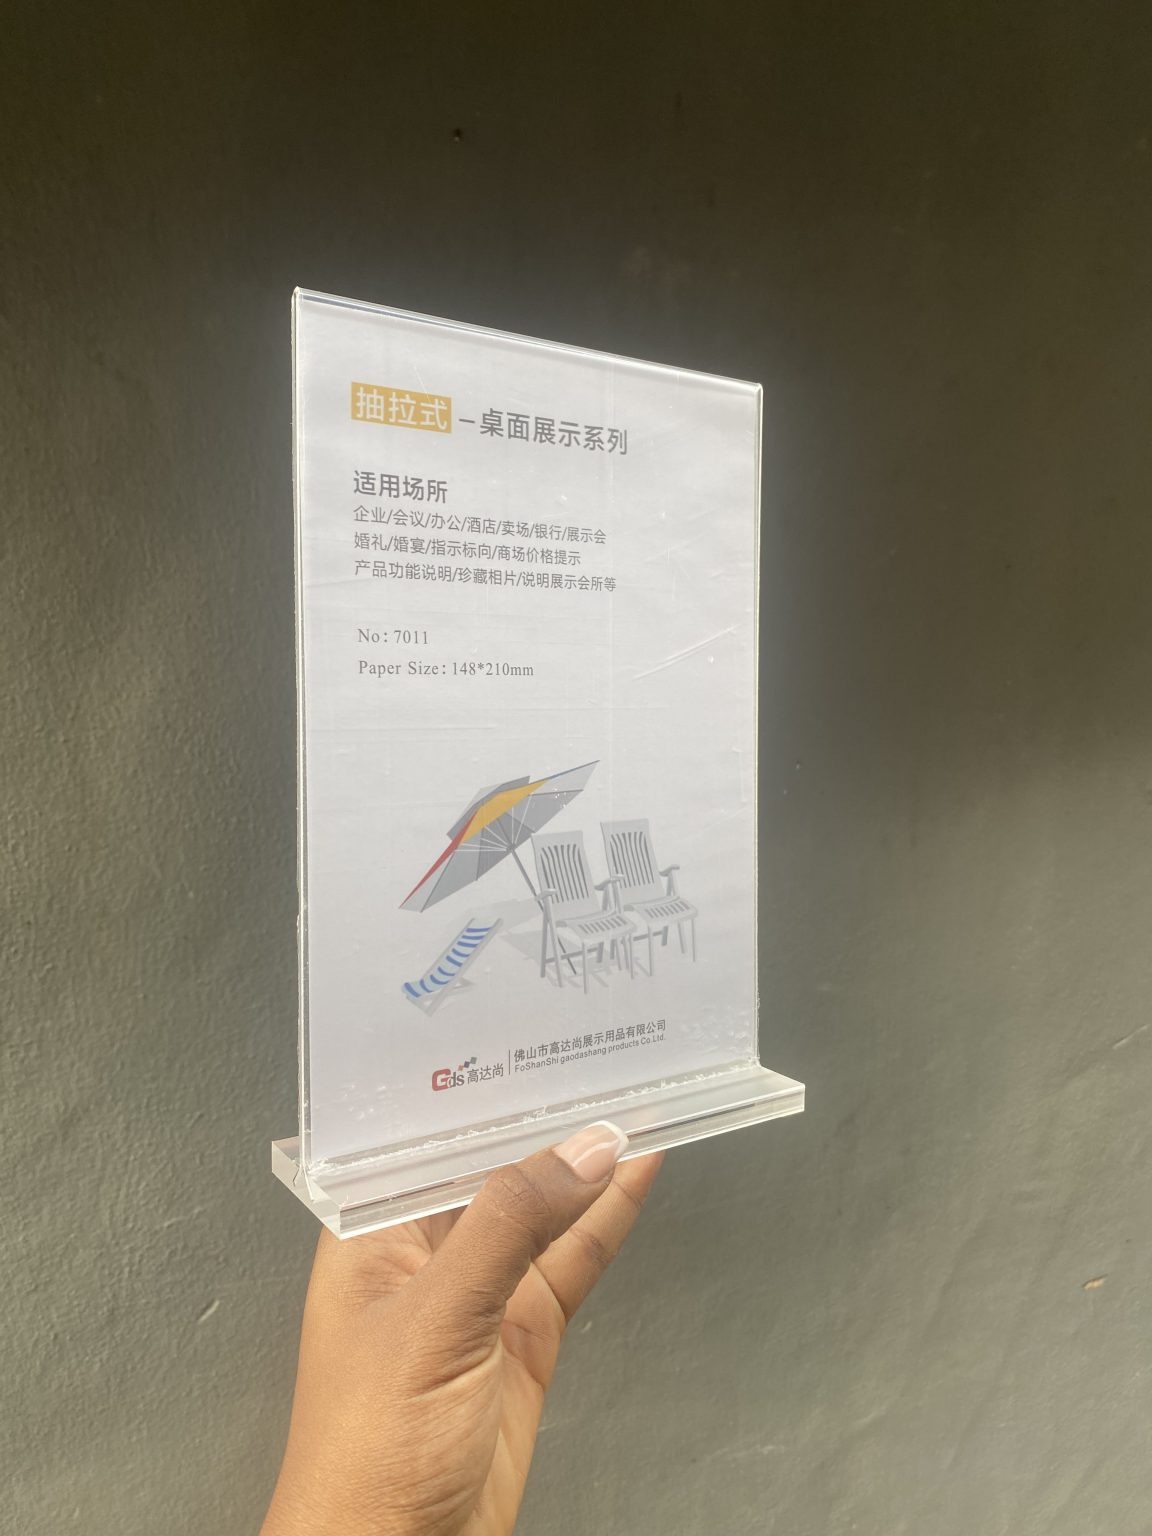 抽拉式 －桌面展示系列
适用场所
企业/会议/办公/酒店/卖场/银行/展示会
婚礼/婚宴/指示标向/商场价格提示
产品功能说明/珍藏相片/说明展示会所等
No: 7011
Paper Size: 148*210mm
Gds 高达尚
佛山市高达尚展示用品有限公司
FoShanShi gaodashang products Co.Ltd.